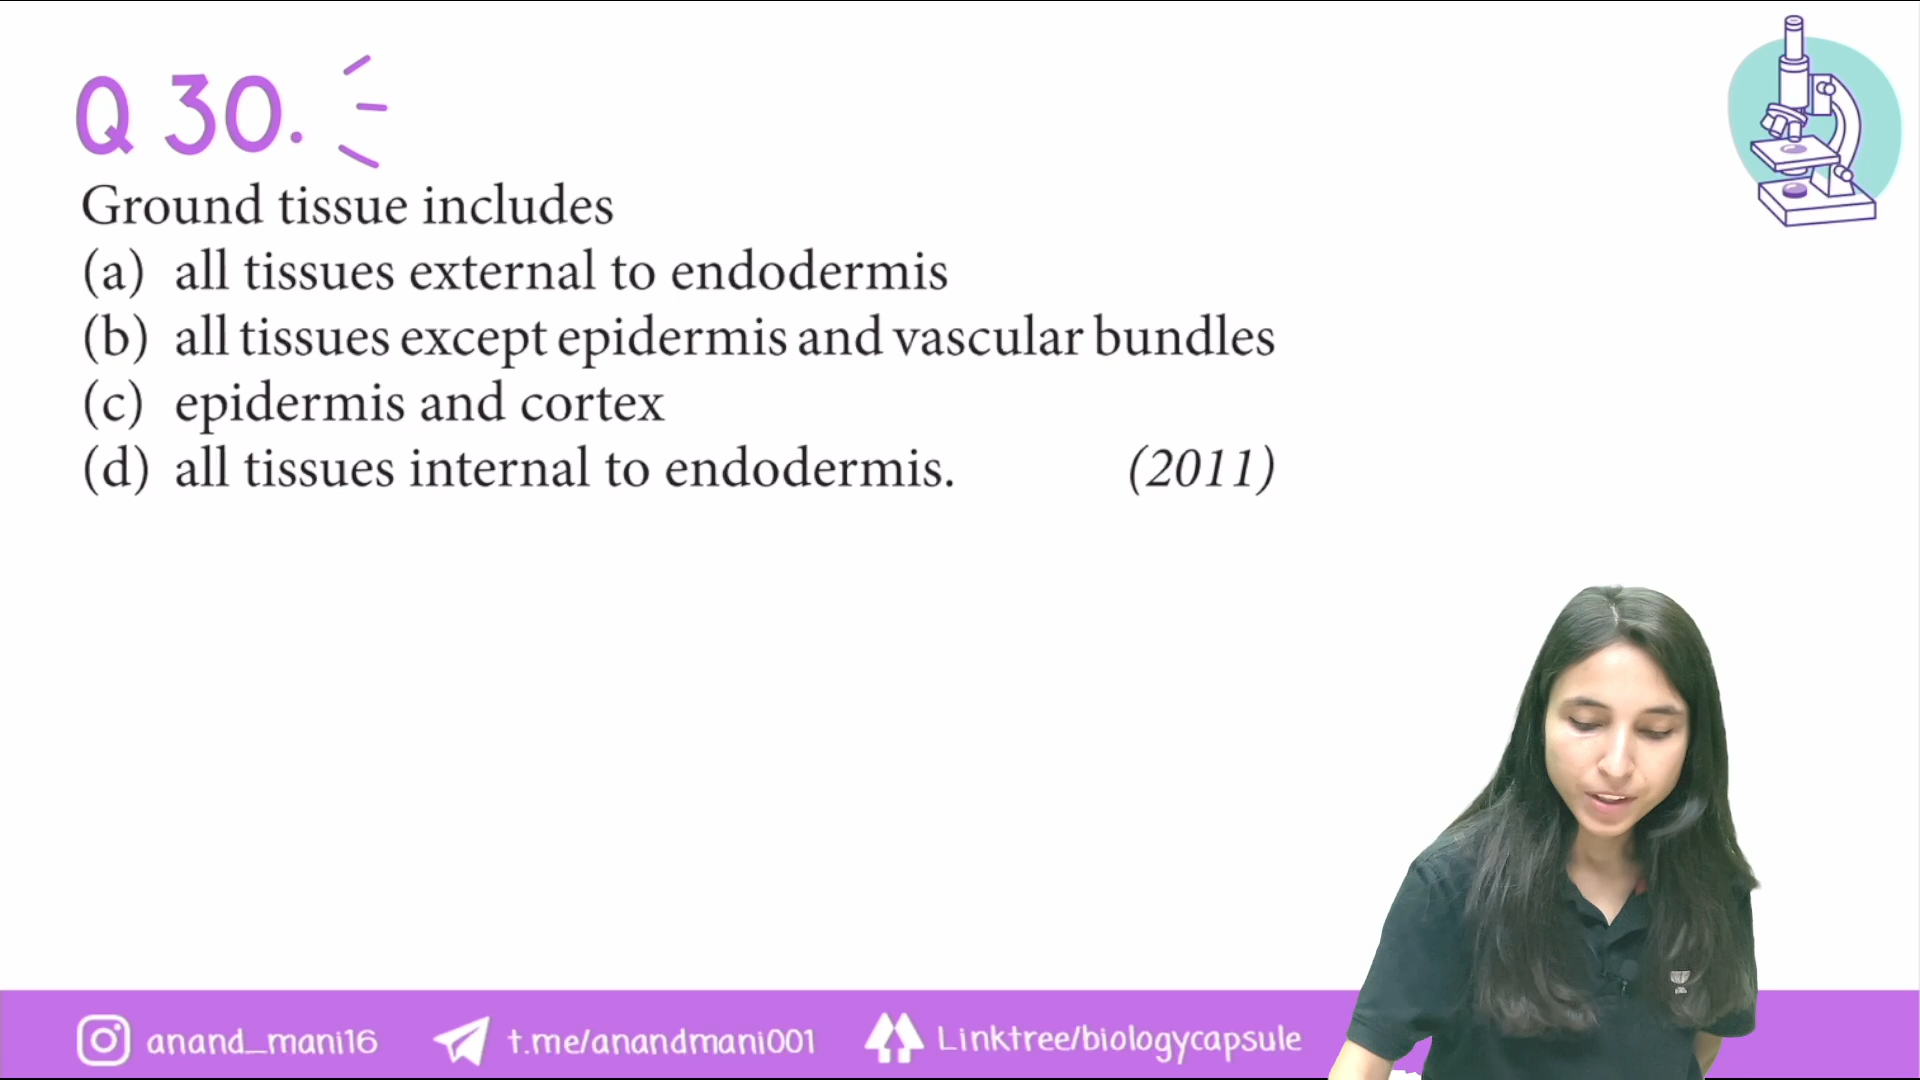 Q 30.
Ground tissue includes
(a) all tissues external to endodermis
(b) all tissues except epidermis and vascular bundles
(c) epidermis and cortex
(d) all tissues internal to endodermis. (2011)
anand_mani16 t.me/anandmani001 Linktree/biologycapsule